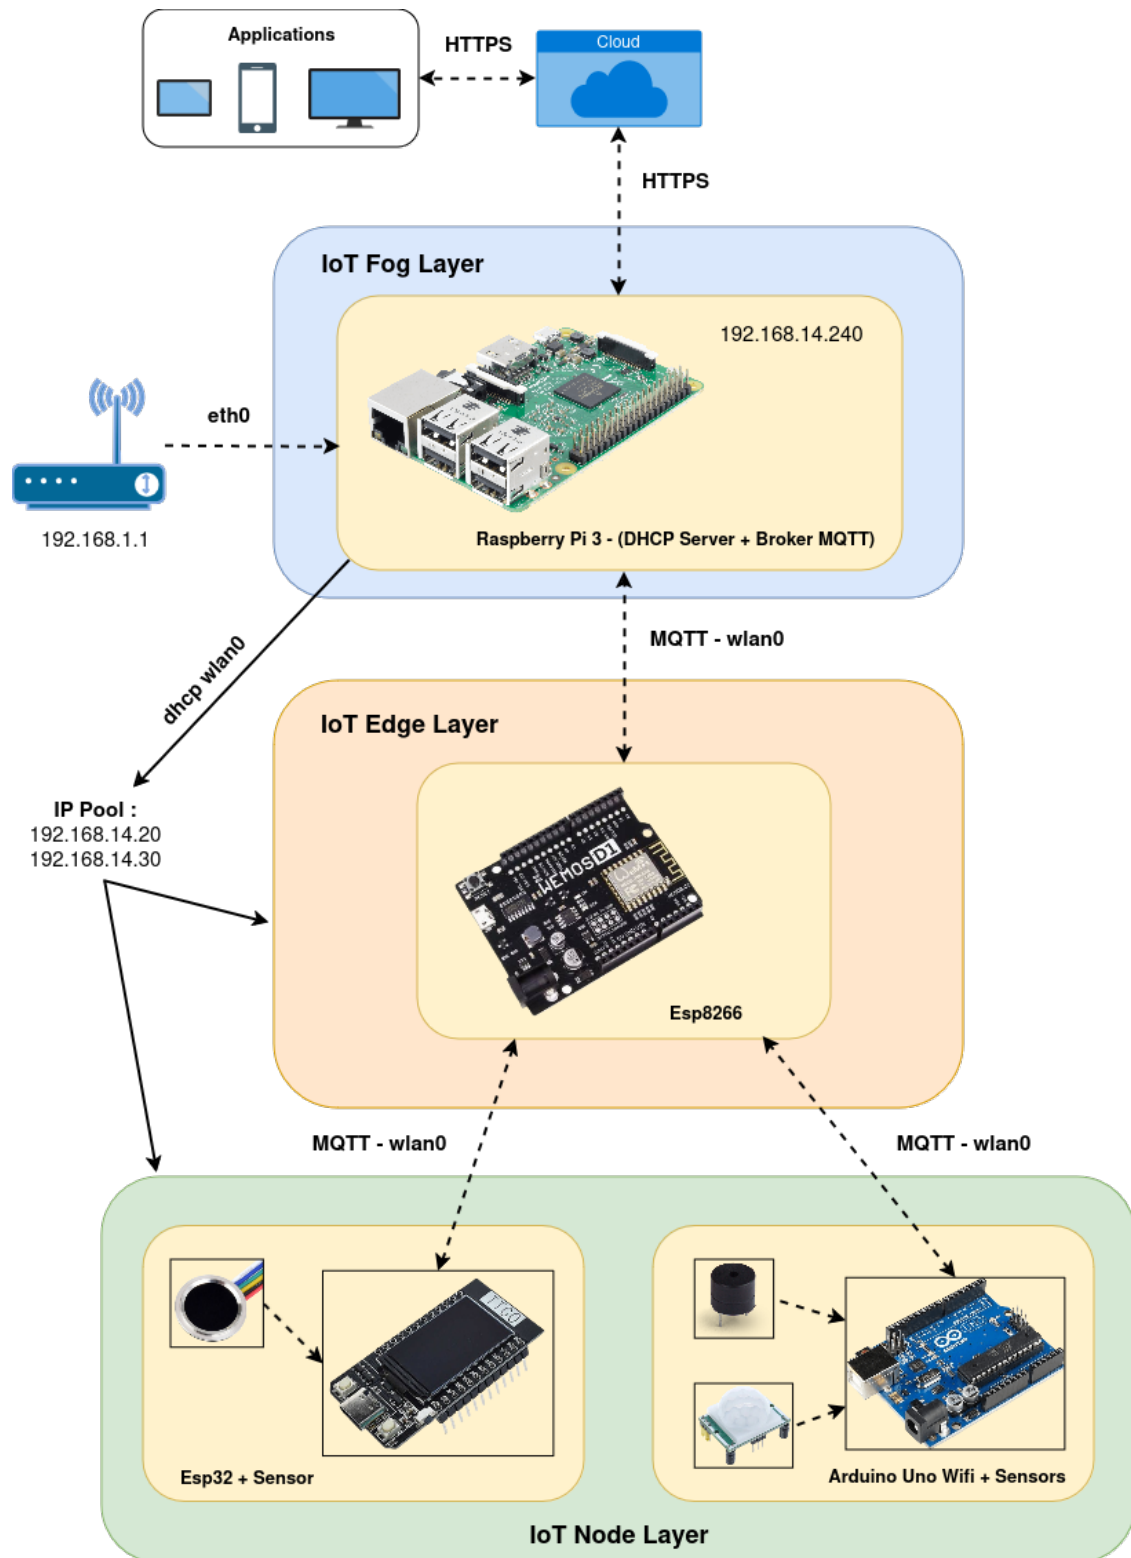 Applications
HTTPS
Cloud
HTTPS
IoT Fog Layer
192.168.14.240
eth0
192.168.1.1
Raspberry Pi 3 - (DHCP Server + Broker MQTT)
MQTT - wlan0
dhcp wlan0
IoT Edge Layer
IP Pool :
192.168.14.20
192.168.14.30
WEMOS D1
Esp8266
MQTT - wlan0
MQTT - wlan0
TTGO
Esp32 + Sensor
Arduino Uno Wifi + Sensors
IoT Node Layer